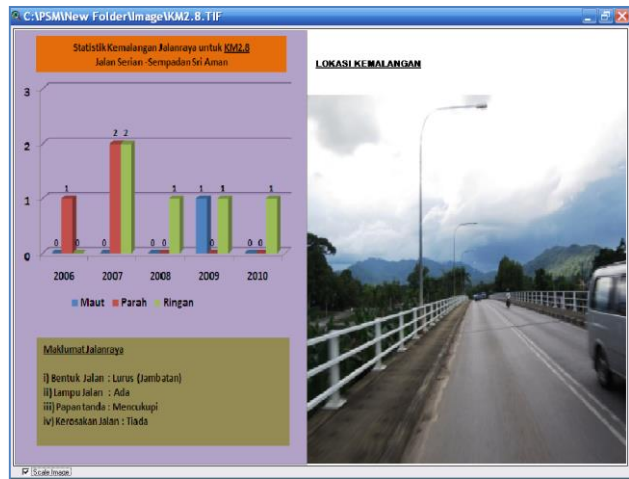 C:\PSM\New Folder\Image\KM2.8.TIF
Statistik Kemalangan Jalanraya untuk KM2.8
Jalan Serian -Sempadan Sri Aman
LOKASI KEMALANGAN
3
2
1
0
0 1 0
0 2 2
0 0 1
1 0 1
0 0 1
2006 2007 2008 2009 2010
Maut Parah Ringan
Maklumat Jalanraya
i) Bentuk Jalan : Lurus (Jambatan)
ii) Lampu Jalan : Ada
iii) Papan tanda : Mencukupi
iv) Kerosakan Jalan : Tiada
Scale Image